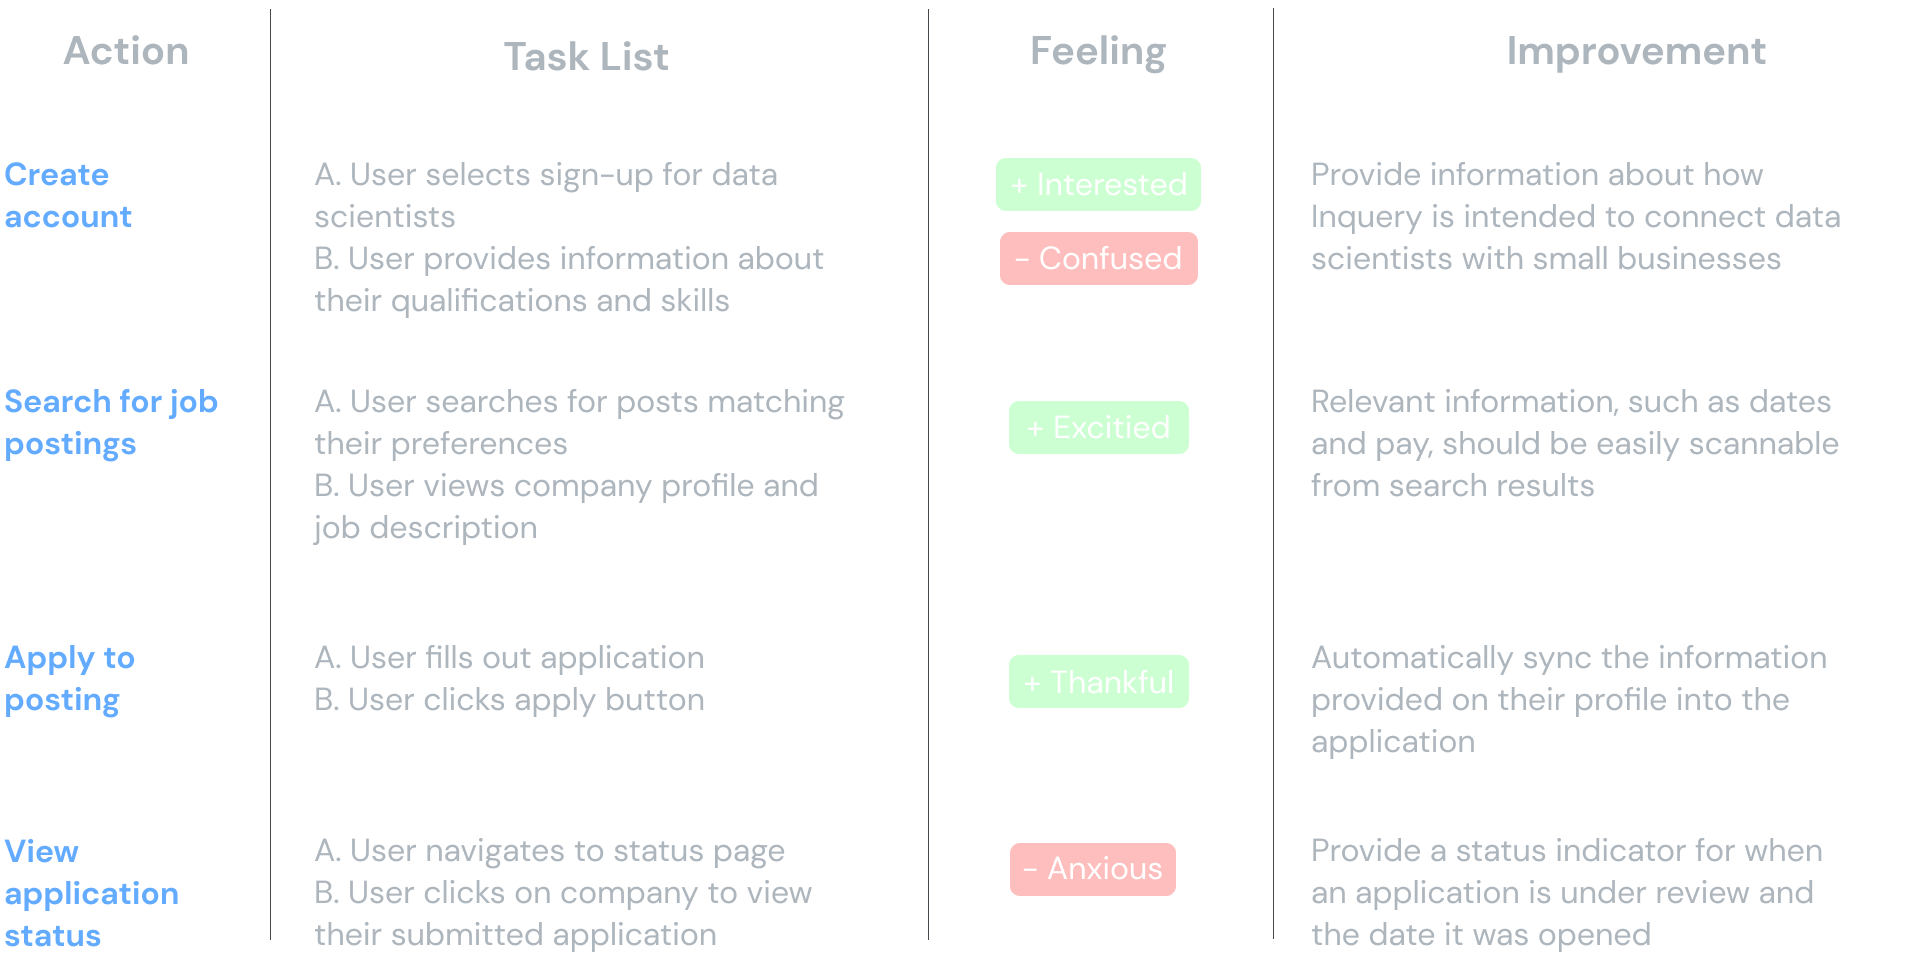 Action
Task List
Feeling
Improvement
Create
account
A. User selects sign-up for data
scientists
B. User provides information about
their qualifications and skills
+ Interested
- Confused
Provide information about how
Inquery is intended to connect data
scientists with small businesses
Search for job
postings
A. User searches for posts matching
their preferences
B. User views company profile and
job description
+ Excitied
Relevant information, such as dates
and pay, should be easily scannable
from search results
Apply to
posting
A. User fills out application
B. User clicks apply button
+ Thankful
Automatically sync the information
provided on their profile into the
application
View
application
status
A. User navigates to status page
B. User clicks on company to view
their submitted application
- Anxious
Provide a status indicator for when
an application is under review and
the date it was opened